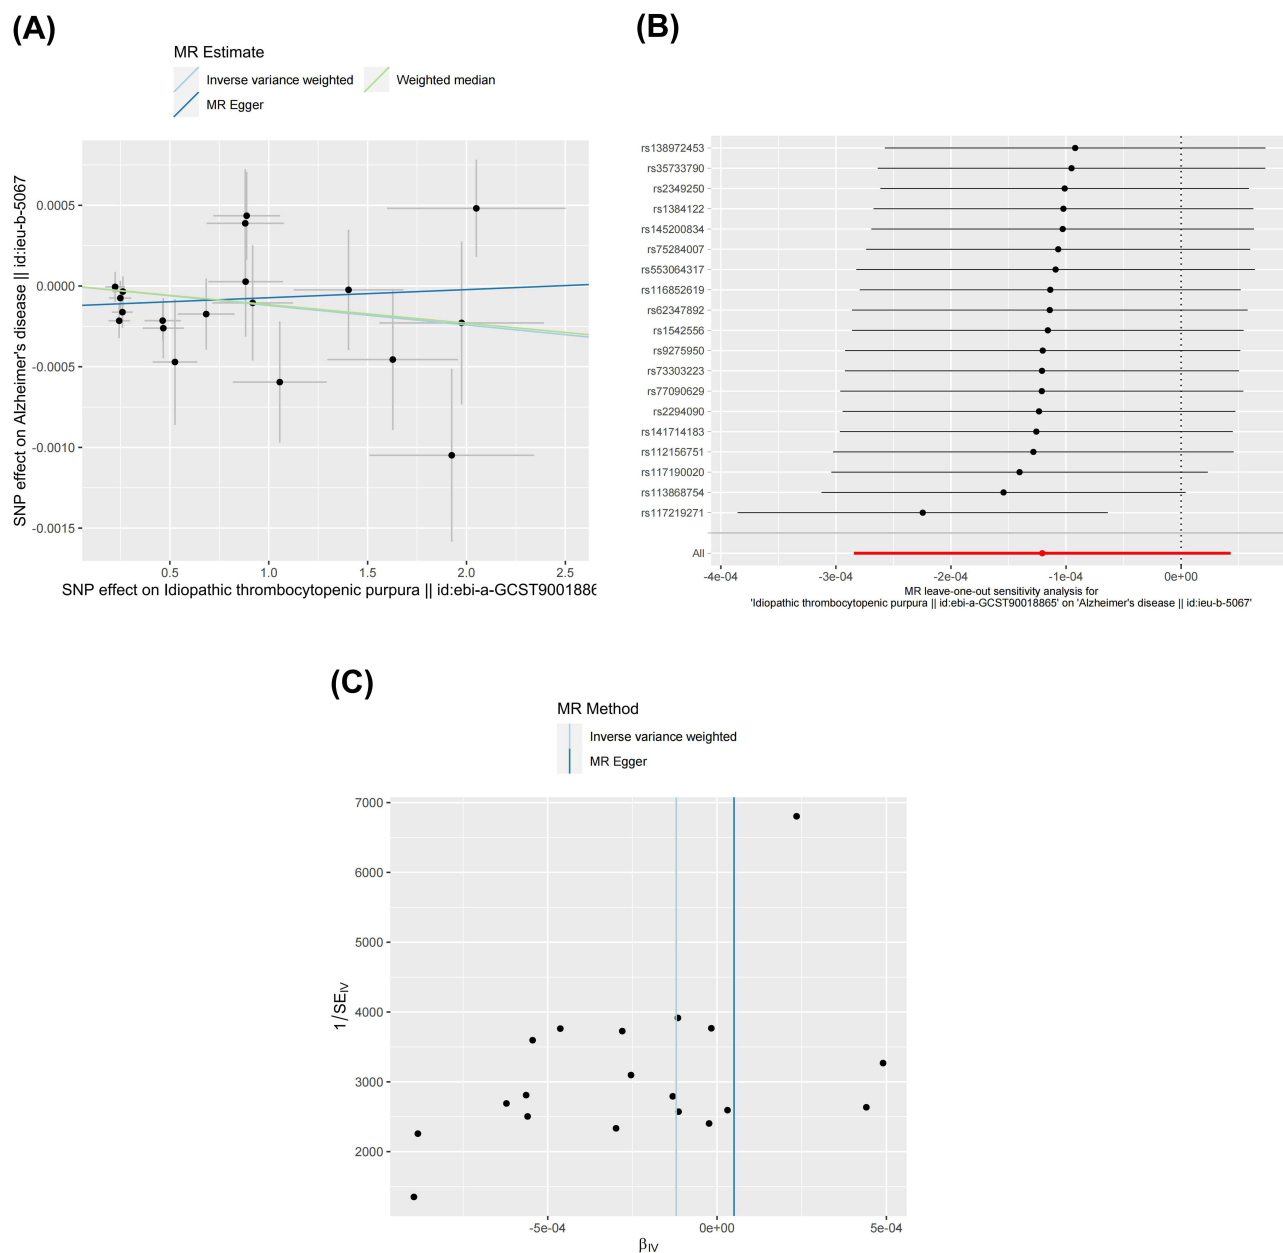 (A)
MR Estimate
Inverse variance weighted
Weighted median
MR Egger
SNP effect on Alzheimer's disease || id:ieu-b-5067
0.0005
0.0000
-0.0005
-0.0010
-0.0015
0.5
1.0
1.5
2.0
2.5
SNP effect on Idiopathic thrombocytopenic purpura || id:ebi-a-GCST9001886
(B)
rs138972453
rs35733790
rs2349250
rs1384122
rs145200834
rs75284007
rs553064317
rs116852619
rs62347892
rs1542556
rs9275950
rs73303223
rs77090629
rs2294090
rs141714183
rs112156751
rs117190020
rs113868754
rs117219271
All
-4e-04
-3e-04
-2e-04
-1e-04
0e+00
MR leave-one-out sensitivity analysis for
'Idiopathic thrombocytopenic purpura || id:ebi-a-GCST90018865' on 'Alzheimer's disease || id:ieu-b-5067'
(C)
MR Method
Inverse variance weighted
MR Egger
1/SE_IV
7000
6000
5000
4000
3000
2000
-5e-04
0e+00
5e-04
β_IV